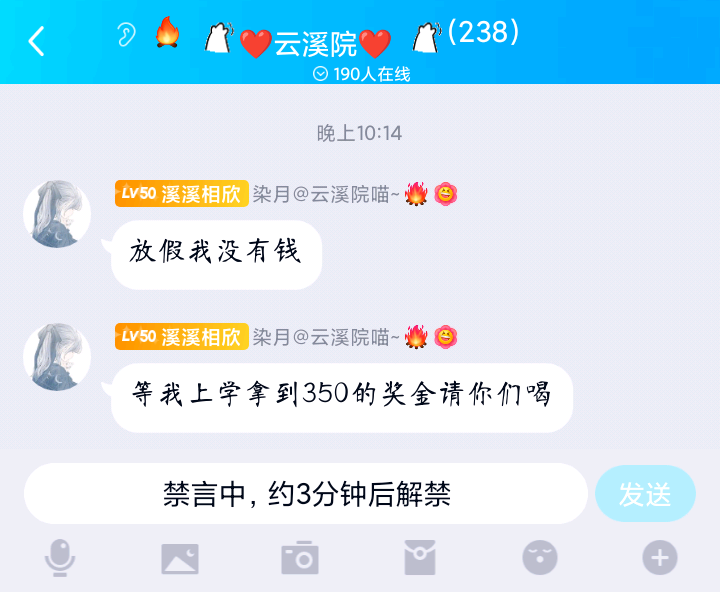 云溪院(238)
190人在线
晚上10:14
LV50 溪溪相欣 染月@云溪院喵~
放假我没有钱
LV50 溪溪相欣 染月@云溪院喵~
等我上学拿到350的奖金请你们喝
禁言中, 约3分钟后解禁
发送